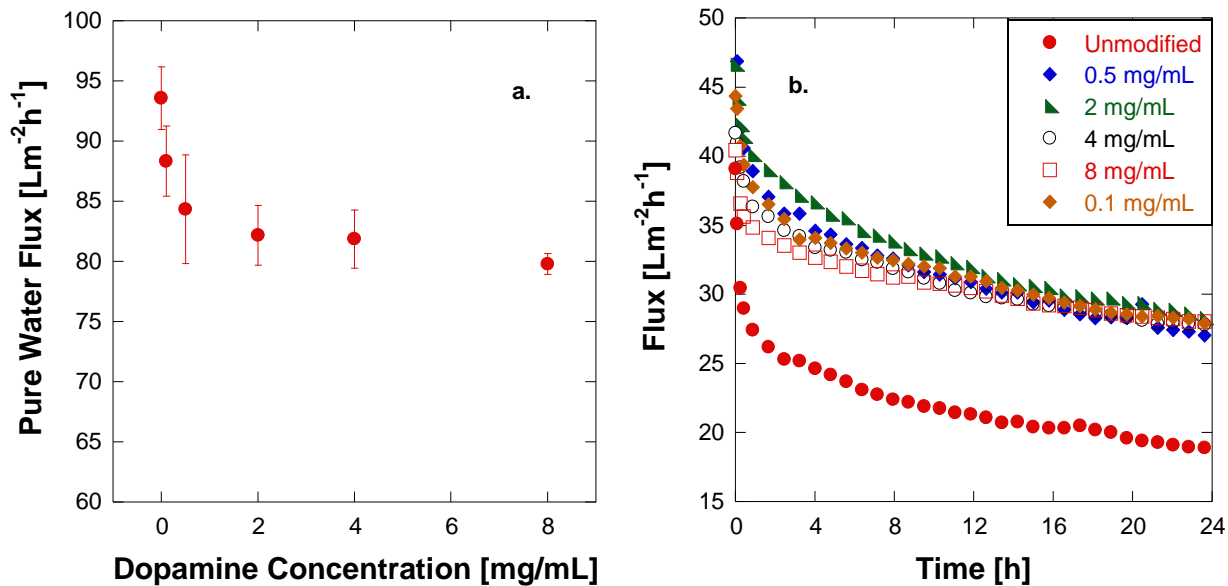 a.
Pure Water Flux [Lm⁻²h⁻¹]
100
95
90
85
80
75
70
65
60
0 2 4 6 8
Dopamine Concentration [mg/mL]
b.
Flux [Lm⁻²h⁻¹]
50
45
40
35
30
25
20
15
0 4 8 12 16 20 24
Time [h]
Unmodified
0.5 mg/mL
2 mg/mL
4 mg/mL
8 mg/mL
0.1 mg/mL